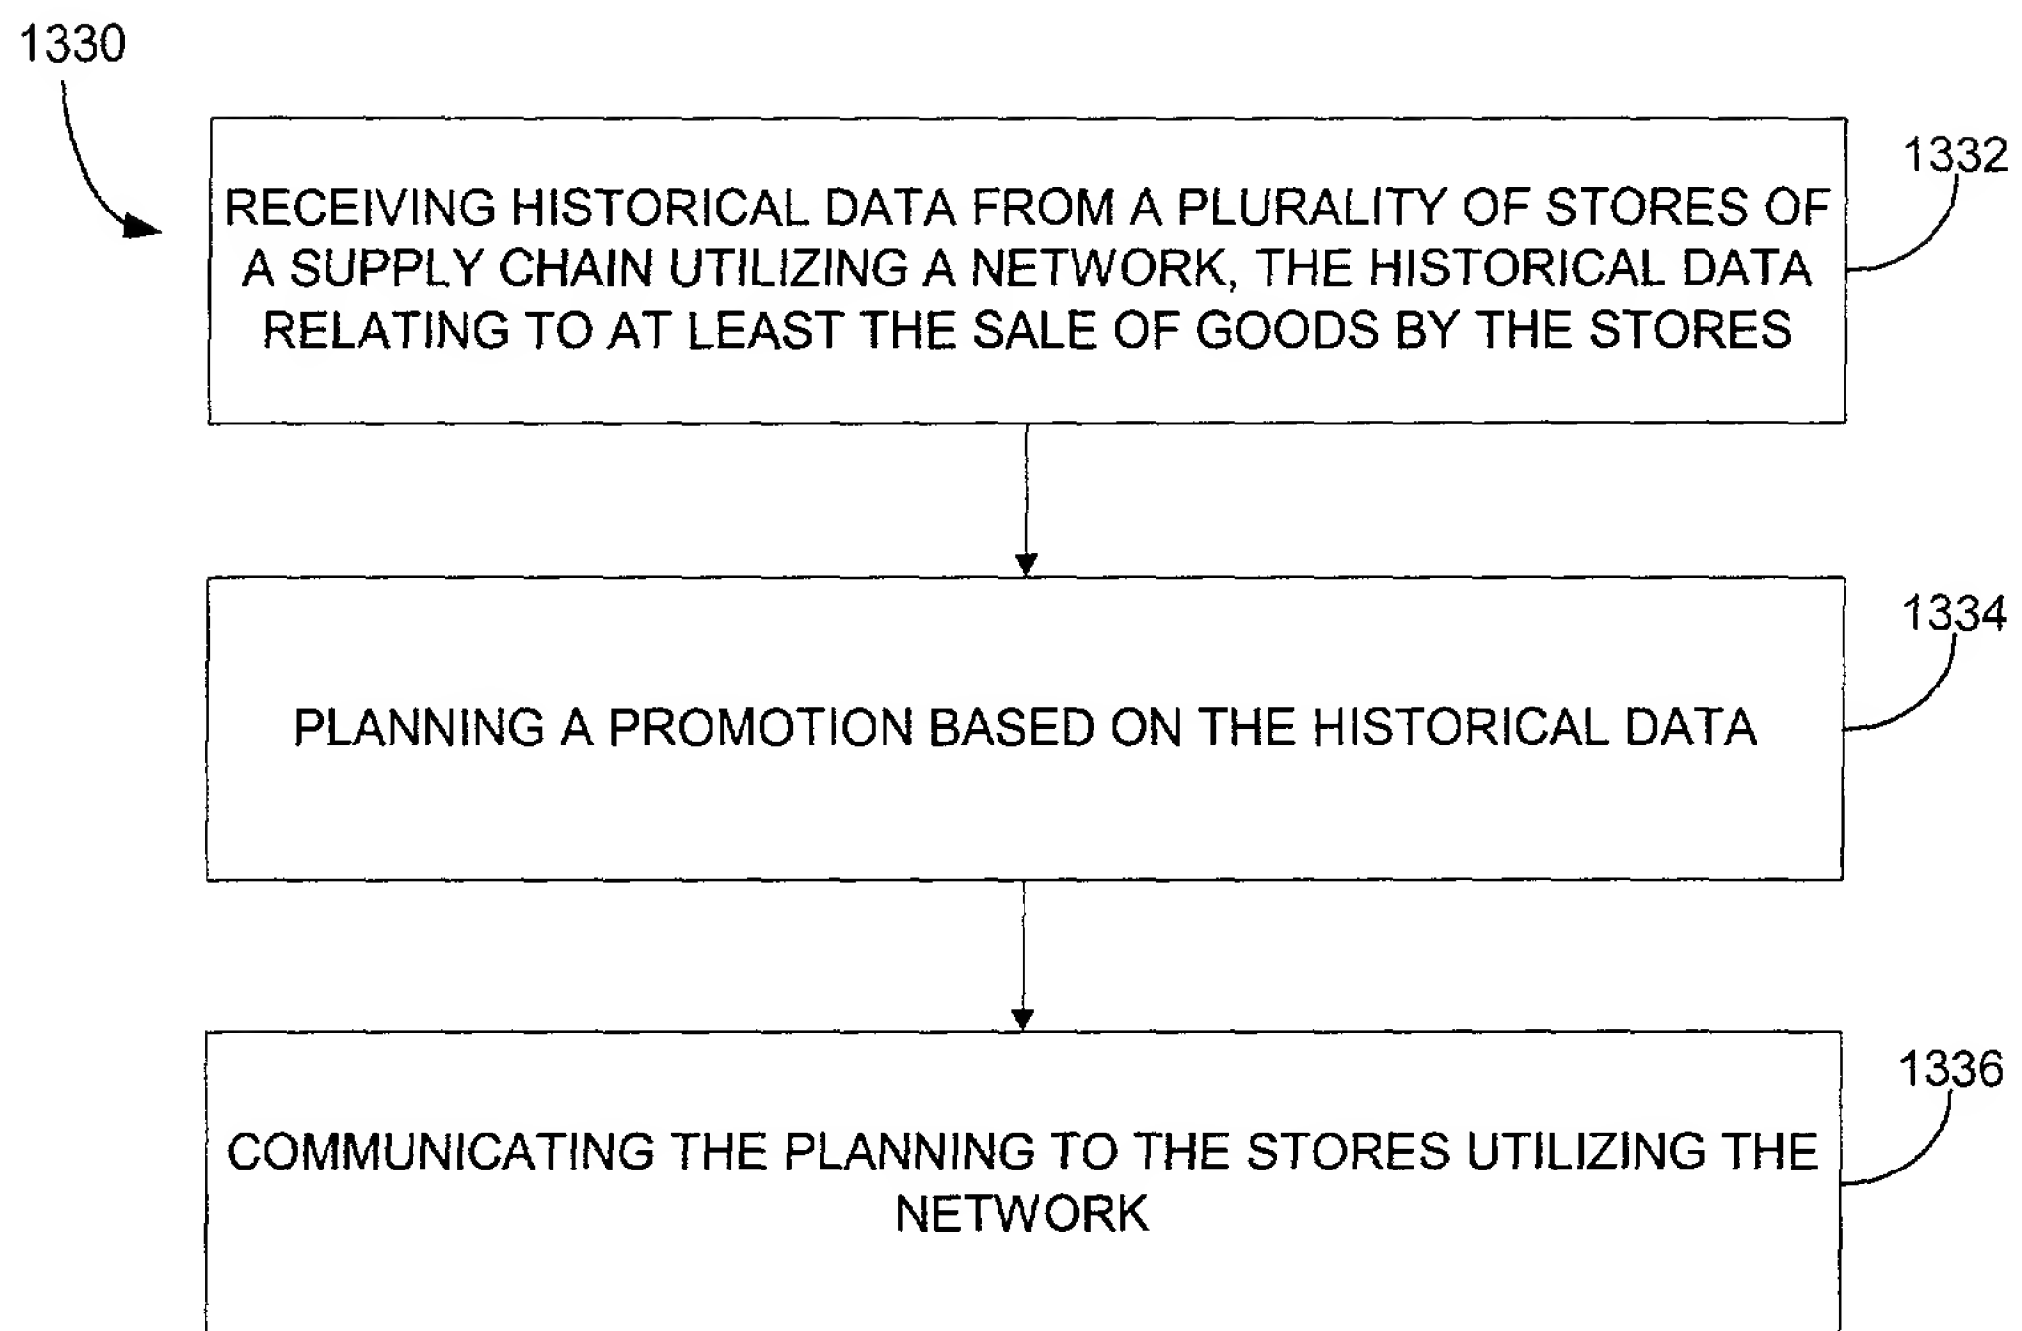 1330
1332
RECEIVING HISTORICAL DATA FROM A PLURALITY OF STORES OF
A SUPPLY CHAIN UTILIZING A NETWORK, THE HISTORICAL DATA
RELATING TO AT LEAST THE SALE OF GOODS BY THE STORES
1334
PLANNING A PROMOTION BASED ON THE HISTORICAL DATA
1336
COMMUNICATING THE PLANNING TO THE STORES UTILIZING THE
NETWORK